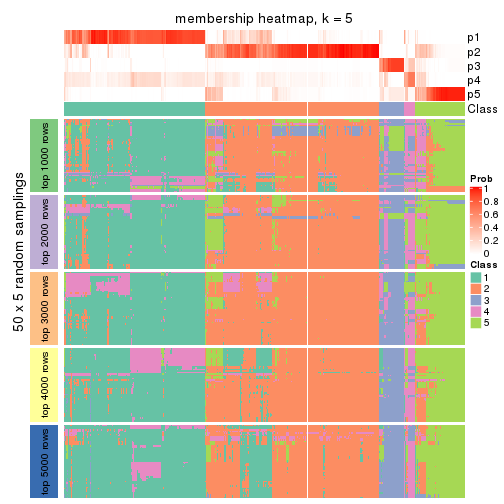 membership heatmap, k = 5
p1
p2
p3
p4
p5
Class
50 x 5 random samplings
top 1000 rows
top 2000 rows
top 3000 rows
top 4000 rows
top 5000 rows
Prob
1
0.8
0.6
0.4
0.2
0
Class
1
2
3
4
5